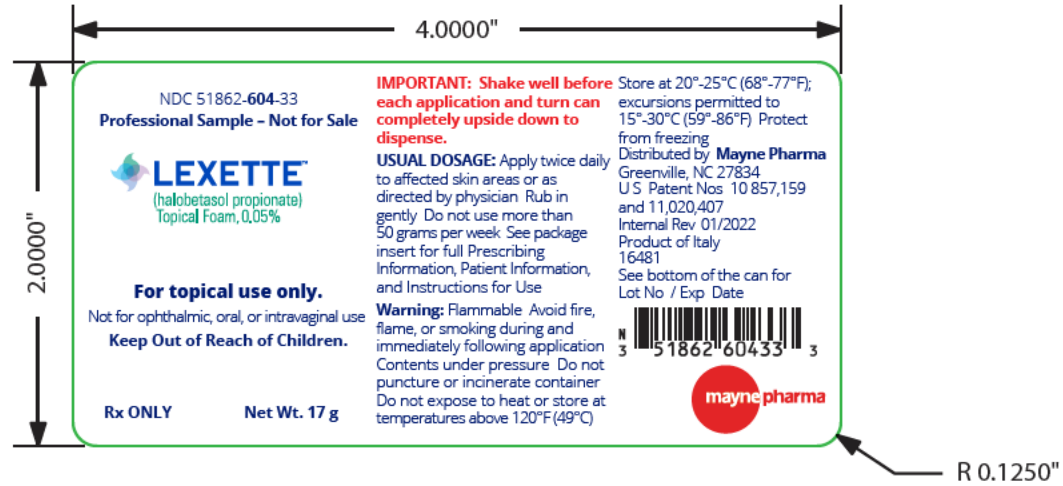 4.0000"
2.0000"
NDC 51862-604-33
Professional Sample – Not for Sale
LEXETTE™
(halobetasol propionate)
Topical Foam, 0.05%
For topical use only.
Not for ophthalmic, oral, or intravaginal use
Keep Out of Reach of Children.
Rx ONLY Net Wt. 17 g
IMPORTANT: Shake well before
each application and turn can
completely upside down to
dispense.
USUAL DOSAGE: Apply twice daily
to affected skin areas or as
directed by physician Rub in
gently Do not use more than
50 grams per week See package
insert for full Prescribing
Information, Patient Information,
and Instructions for Use
Warning: Flammable Avoid fire,
flame, or smoking during and
immediately following application
Contents under pressure Do not
puncture or incinerate container
Do not expose to heat or store at
temperatures above 120°F (49°C)
Store at 20°-25°C (68°-77°F);
excursions permitted to
15°-30°C (59°-86°F) Protect
from freezing
Distributed by Mayne Pharma
Greenville, NC 27834
U S Patent Nos 10 857,159
and 11,020,407
Internal Rev 01/2022
Product of Italy
16481
See bottom of the can for
Lot No / Exp Date
N
3 51862 60433 3
mayne pharma
R 0.1250"